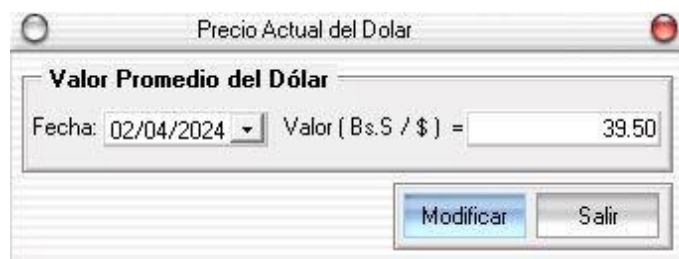 Precio Actual del Dolar
Valor Promedio del Dólar
Fecha: 02/04/2024 Valor ( Bs.S / $ ) = 39.50
Modificar Salir